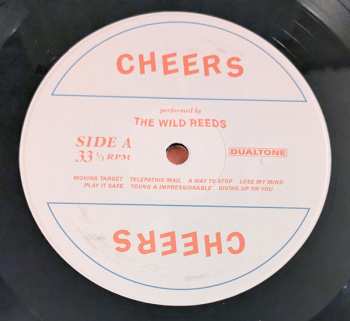 CHEERS
performed by
THE WILD REEDS
SIDE A
33 ⅓ RPM
DUALTONE
MOVING TARGET TELEPATHIC MAIL A WAY TO STOP LOSE MY MIND
PLAY IT SAFE YOUNG & IMPRESSIONABLE GIVING UP ON YOU
CHEERS